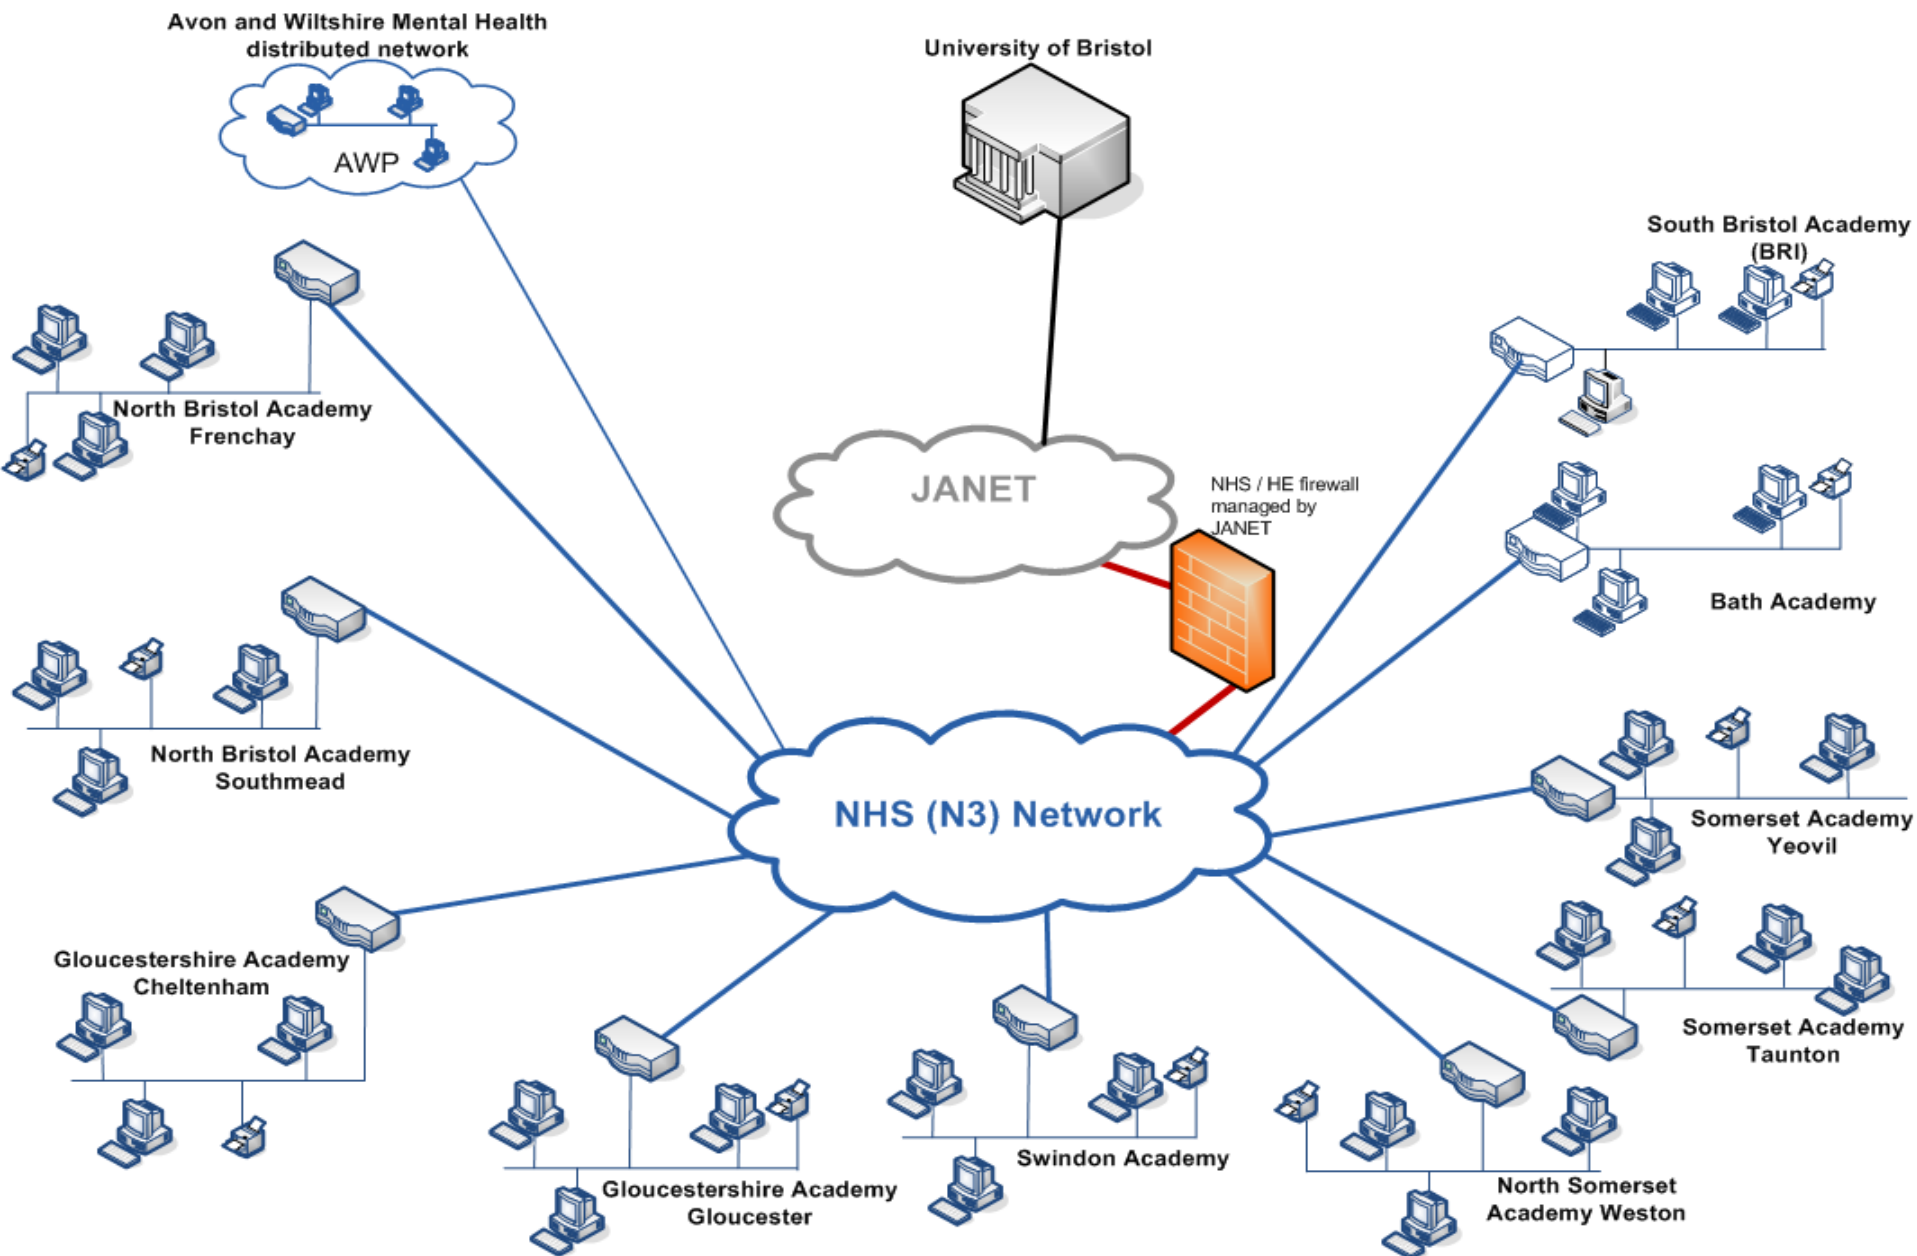 Avon and Wiltshire Mental Health
distributed network
AWP
University of Bristol
South Bristol Academy
(BRI)
North Bristol Academy
Frenchay
JANET
NHS / HE firewall
managed by
JANET
Bath Academy
North Bristol Academy
Southmead
NHS (N3) Network
Somerset Academy
Yeovil
Gloucestershire Academy
Cheltenham
Somerset Academy
Taunton
Swindon Academy
Gloucestershire Academy
Gloucester
North Somerset
Academy Weston